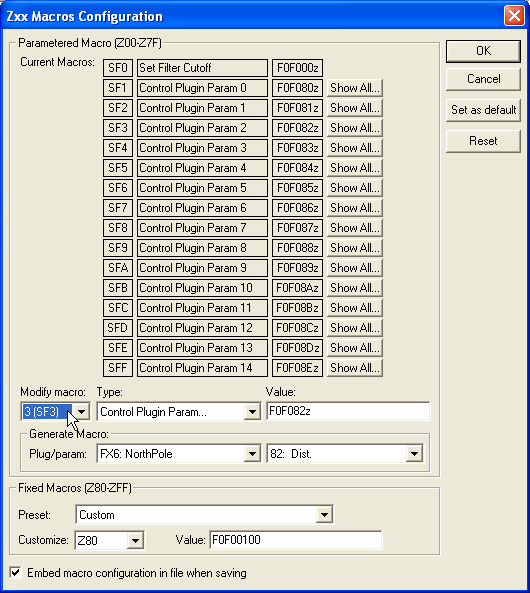 Zxx Macros Configuration
Parametered Macro (Z00-Z7F)
Current Macros:
SF0 Set Filter Cutoff F0F000z
SF1 Control Plugin Param 0 F0F080z Show All...
SF2 Control Plugin Param 1 F0F081z Show All...
SF3 Control Plugin Param 2 F0F082z Show All...
SF4 Control Plugin Param 3 F0F083z Show All...
SF5 Control Plugin Param 4 F0F084z Show All...
SF6 Control Plugin Param 5 F0F085z Show All...
SF7 Control Plugin Param 6 F0F086z Show All...
SF8 Control Plugin Param 7 F0F087z Show All...
SF9 Control Plugin Param 8 F0F088z Show All...
SFA Control Plugin Param 9 F0F089z Show All...
SFB Control Plugin Param 10 F0F08Az Show All...
SFC Control Plugin Param 11 F0F08Bz Show All...
SFD Control Plugin Param 12 F0F08Cz Show All...
SFE Control Plugin Param 13 F0F08Dz Show All...
SFF Control Plugin Param 14 F0F08Ez Show All...
Modify macro: Type: Value:
3 (SF3) Control Plugin Param... F0F082z
Generate Macro:
Plug/param: FX6: NorthPole 82: Dist.
Fixed Macros (Z80-ZFF)
Preset: Custom
Customize: Z80 Value: F0F00100
Embed macro configuration in file when saving
OK
Cancel
Set as default
Reset